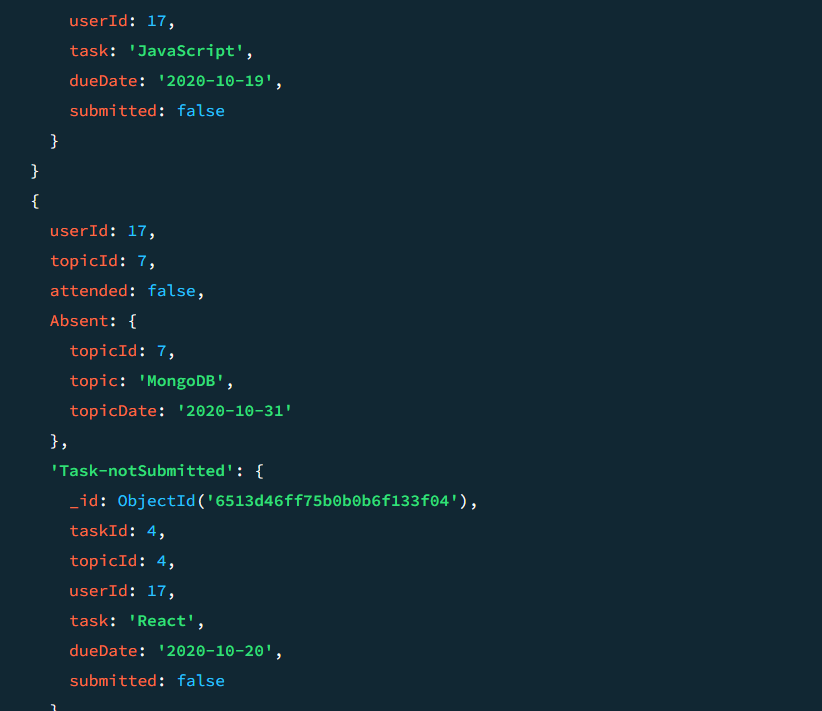 userId: 17,
task: 'JavaScript',
dueDate: '2020-10-19',
submitted: false
}
}
{
userId: 17,
topicId: 7,
attended: false,
Absent: {
topicId: 7,
topic: 'MongoDB',
topicDate: '2020-10-31'
},
'Task-notSubmitted': {
_id: ObjectId('6513d46ff75b0b0b6f133f04'),
taskId: 4,
topicId: 4,
userId: 17,
task: 'React',
dueDate: '2020-10-20',
submitted: false
}